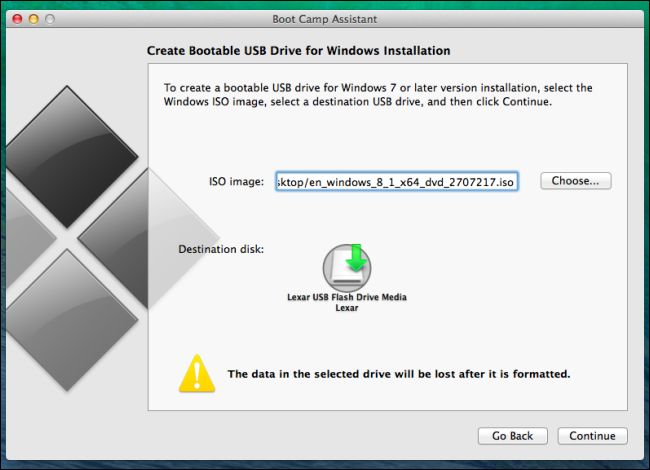 Boot Camp Assistant
Create Bootable USB Drive for Windows Installation
To create a bootable USB drive for Windows 7 or later version installation, select the
Windows ISO image, select a destination USB drive, and then click Continue.
ISO image: sktop/en_windows_8_1_x64_dvd_2707217.iso Choose...
Destination disk:
Lexar USB Flash Drive Media
Lexar
The data in the selected drive will be lost after it is formatted.
Go Back Continue